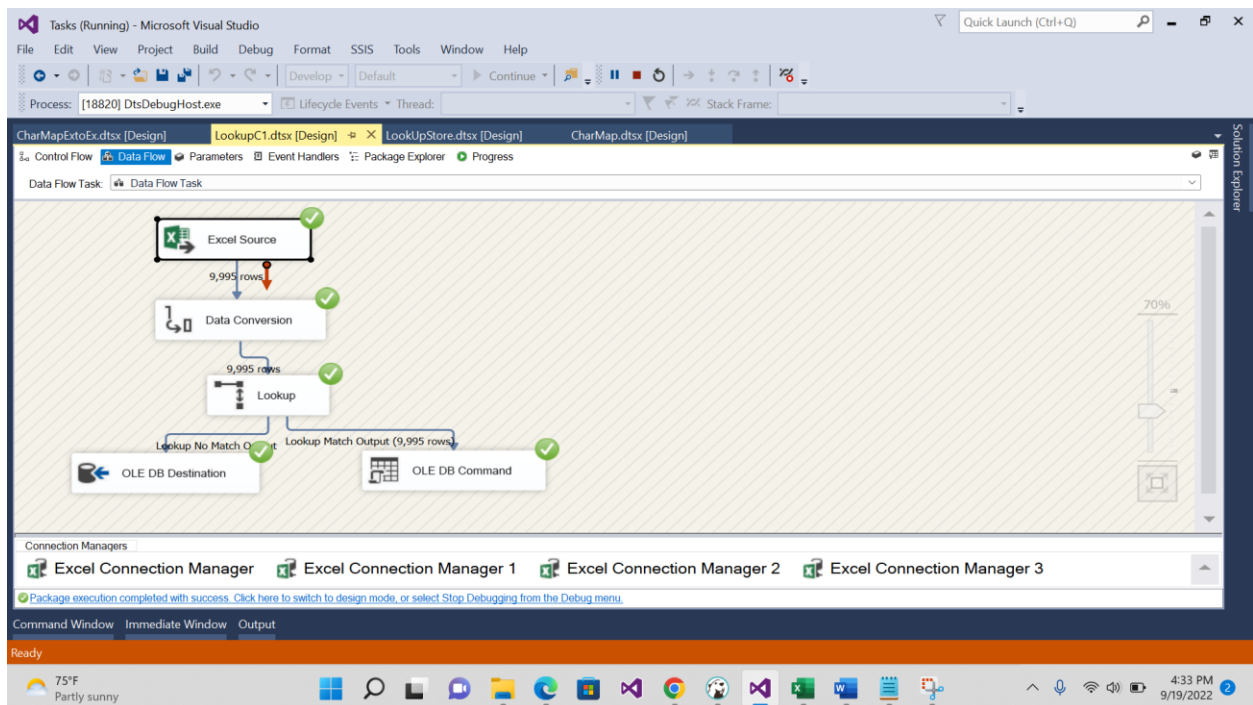 Tasks (Running) - Microsoft Visual Studio
Quick Launch (Ctrl+Q)
File Edit View Project Build Debug Format SSIS Tools Window Help
Develop Default Continue
Process: [18820] DtsDebugHost.exe Lifecycle Events Thread: Stack Frame:
CharMapExtoEx.dtsx [Design] LookupC1.dtsx [Design] LookUpStore.dtsx [Design] CharMap.dtsx [Design]
Solution Explorer
Control Flow Data Flow Parameters Event Handlers Package Explorer Progress
Data Flow Task: Data Flow Task
Excel Source
9,995 rows
Data Conversion
70%
9,995 rows
Lookup
Lookup No Match Lookup Match Output (9,995 rows)
OLE DB Destination OLE DB Command
Connection Managers
Excel Connection Manager Excel Connection Manager 1 Excel Connection Manager 2 Excel Connection Manager 3
Package execution completed with success. Click here to switch to design mode, or select Stop Debugging from the Debug menu.
Command Window Immediate Window Output
Ready
75°F
Partly sunny
4:33 PM
9/19/2022
2